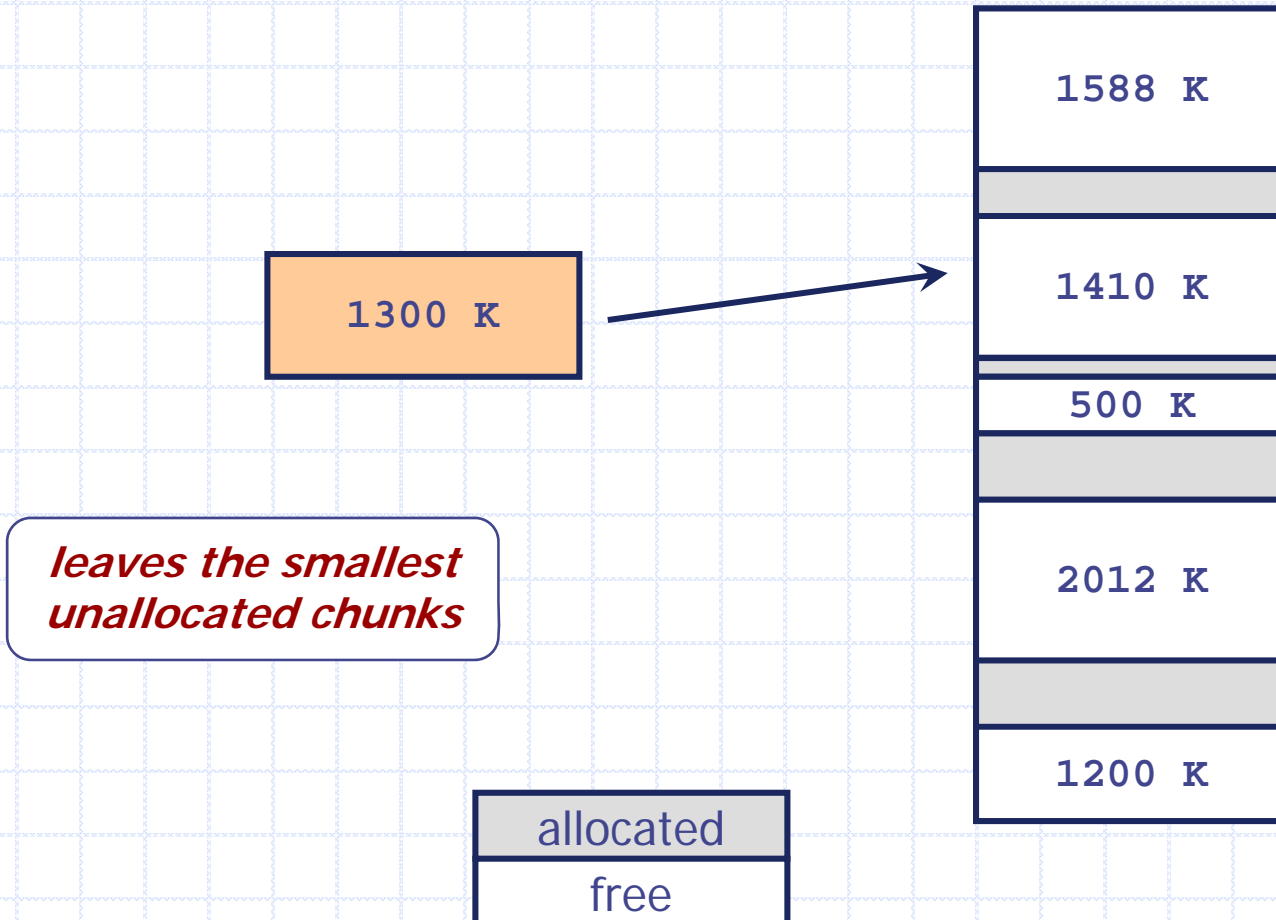 1588 K
1300 K
1410 K
500 K
leaves the smallest
unallocated chunks
2012 K
1200 K
allocated
free